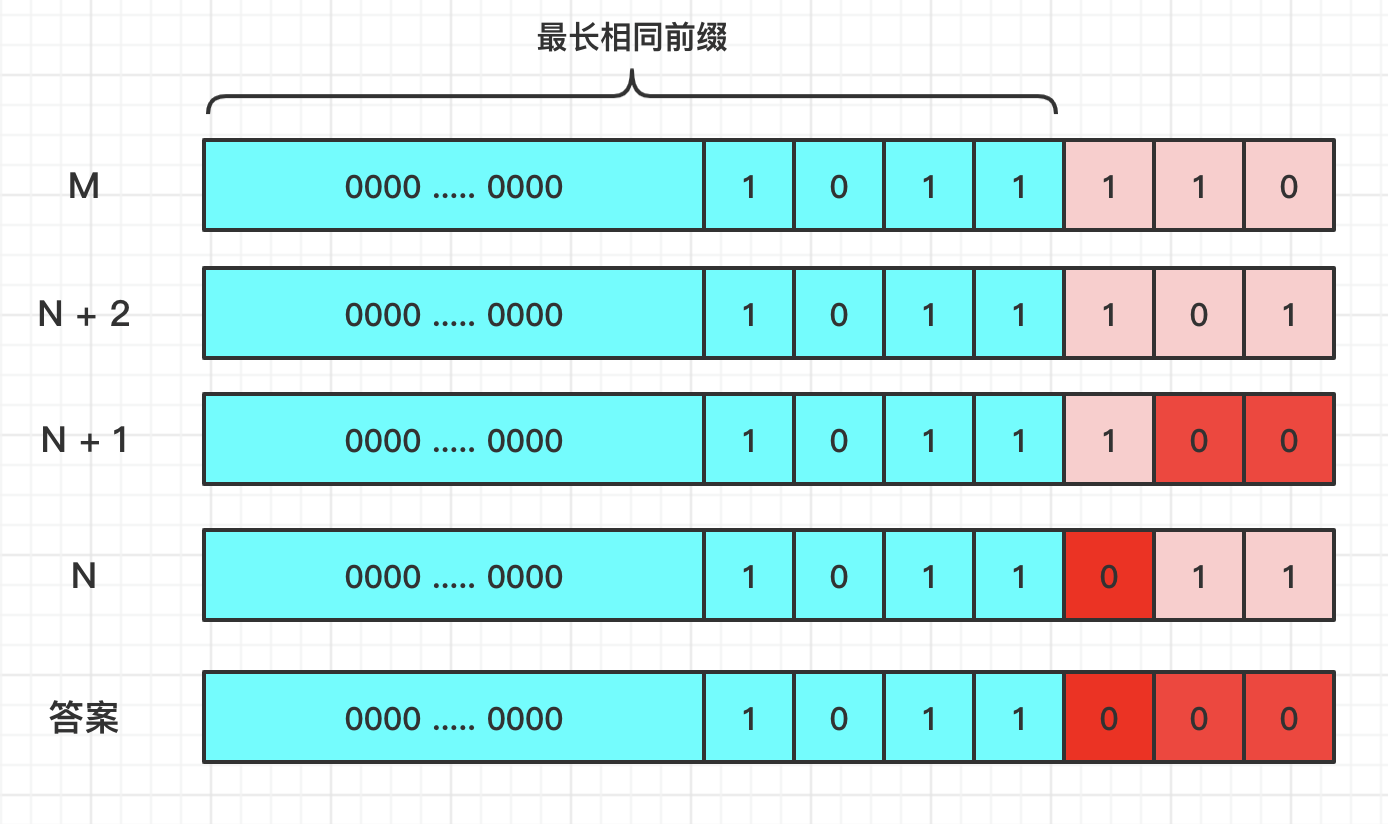 最长相同前缀
M 0000 ..... 0000 1 0 1 1 1 1 0
N + 2 0000 ..... 0000 1 0 1 1 1 0 1
N + 1 0000 ..... 0000 1 0 1 1 1 0 0
N 0000 ..... 0000 1 0 1 1 0 1 1
答案 0000 ..... 0000 1 0 1 1 0 0 0